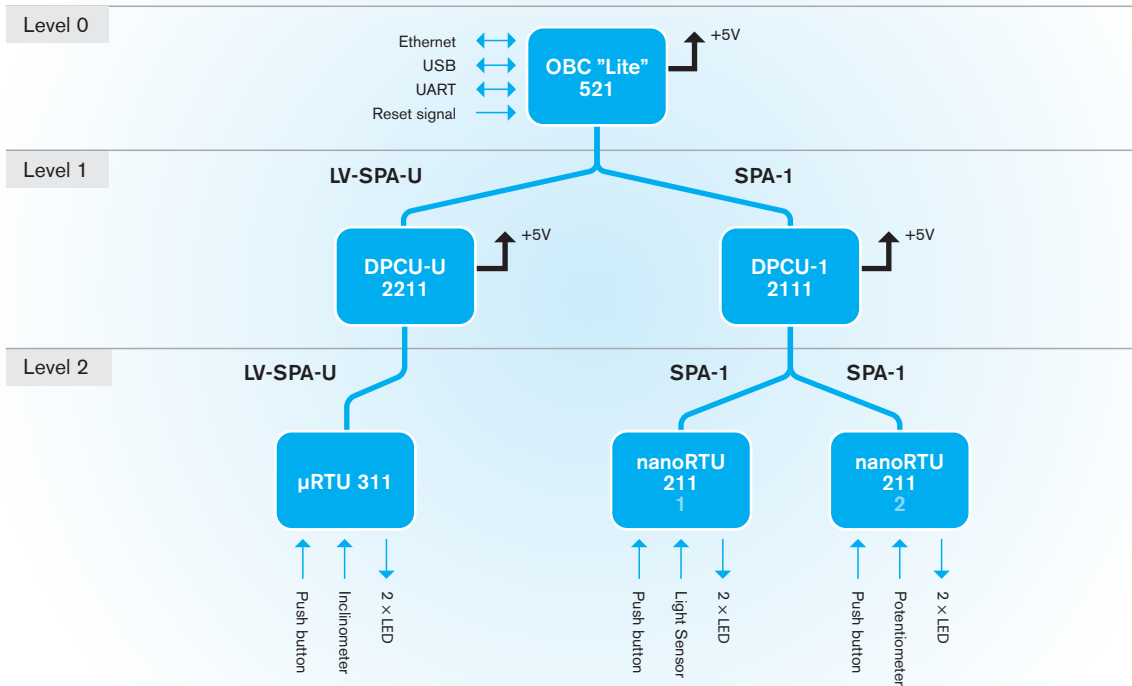 Level 0
Ethernet
USB
UART
Reset signal
OBC "Lite"
521
+5V
Level 1
LV-SPA-U
SPA-1
DPCU-U
2211
+5V
DPCU-1
2111
+5V
Level 2
LV-SPA-U
SPA-1
SPA-1
µRTU 311
nanoRTU
211
1
nanoRTU
211
2
Push button
Inclinometer
2 × LED
Push button
Light Sensor
2 × LED
Push button
Potentiometer
2 × LED